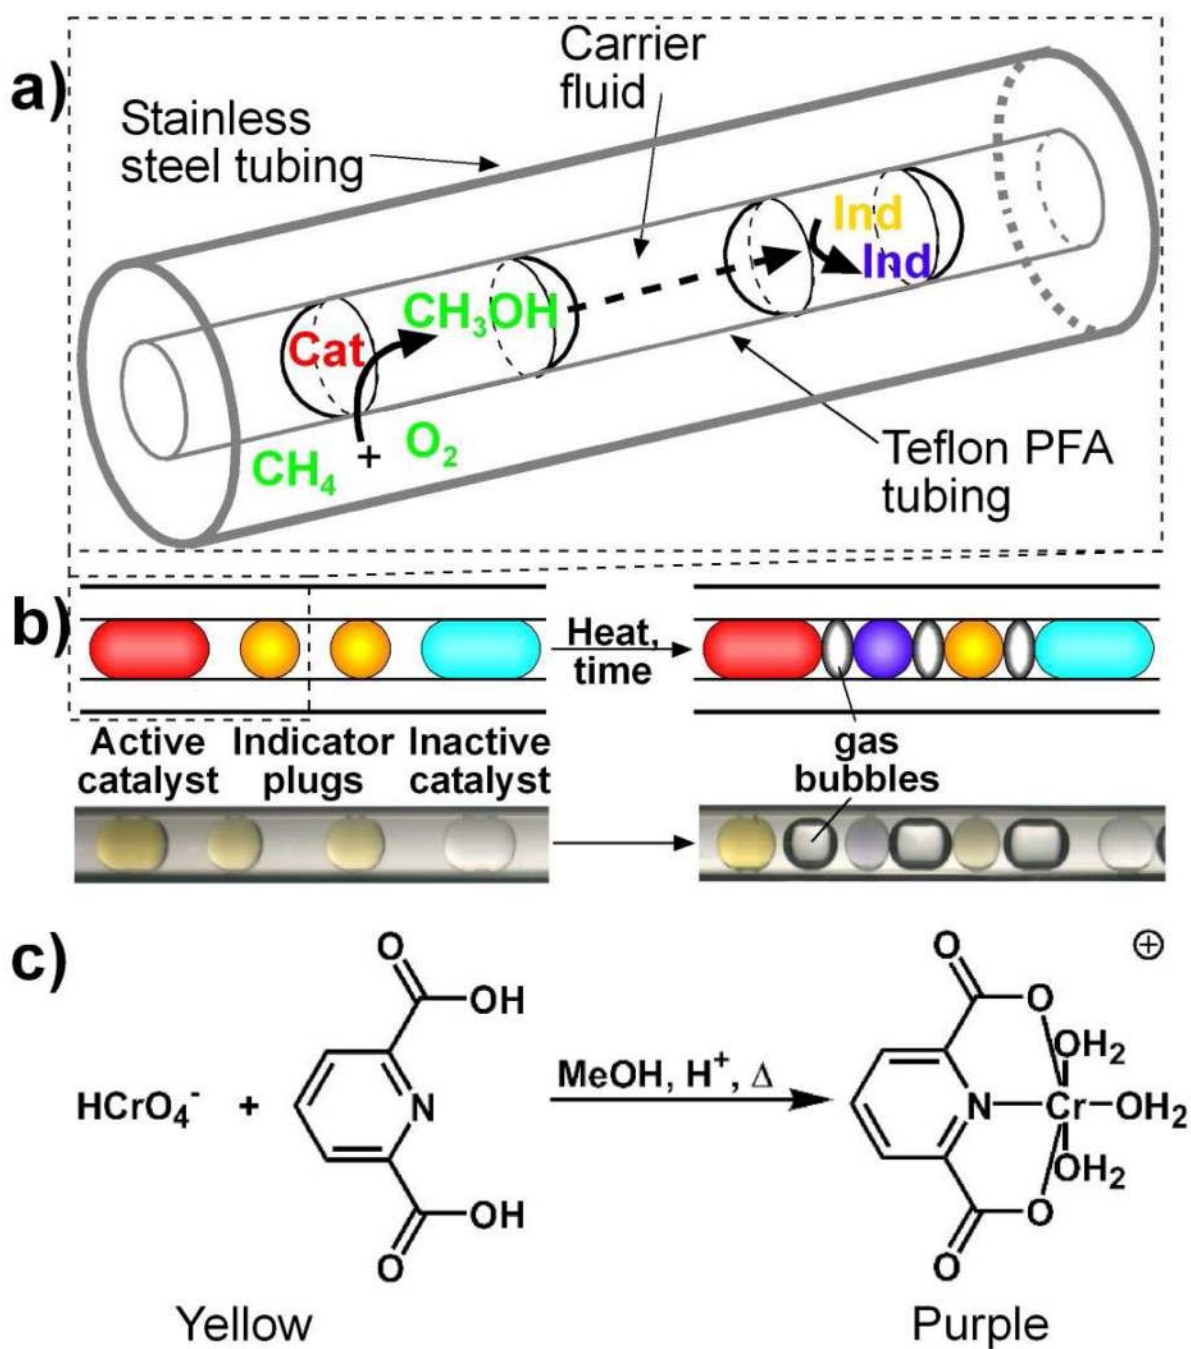 a)
Stainless
steel tubing
Carrier
fluid
Ind
Ind
CH₃OH
Cat
CH₄ + O₂
Teflon PFA
tubing
b)
Heat,
time
Active
catalyst
Indicator
plugs
Inactive
catalyst
gas
bubbles
c)
HCrO₄⁻ + N
O
OH
OH
O
MeOH, H⁺, Δ
⊕
O
O
OH₂
N Cr OH₂
OH₂
O
O
Yellow
Purple